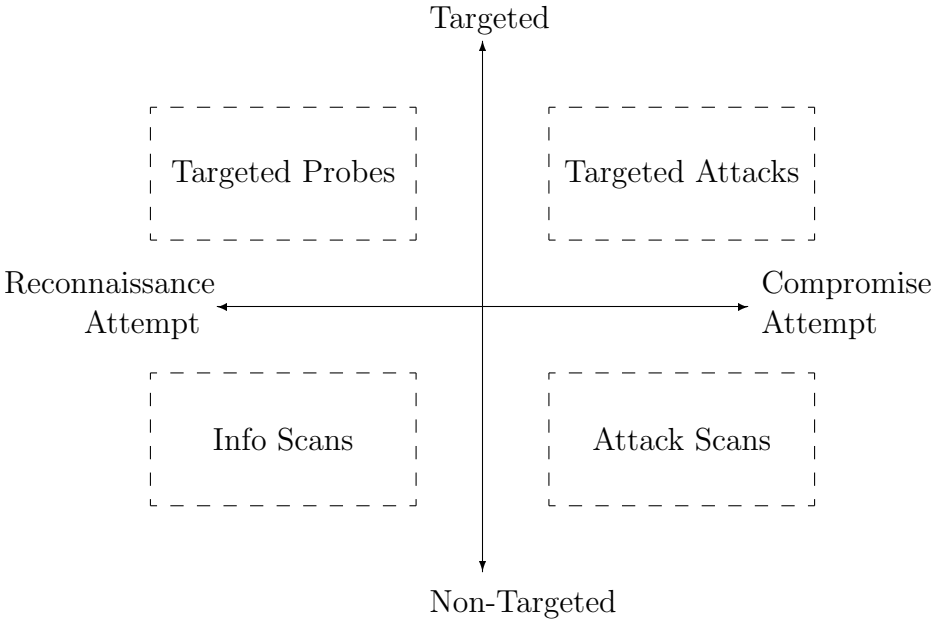 Targeted
Targeted Probes
Targeted Attacks
Reconnaissance
Attempt
Compromise
Attempt
Info Scans
Attack Scans
Non-Targeted